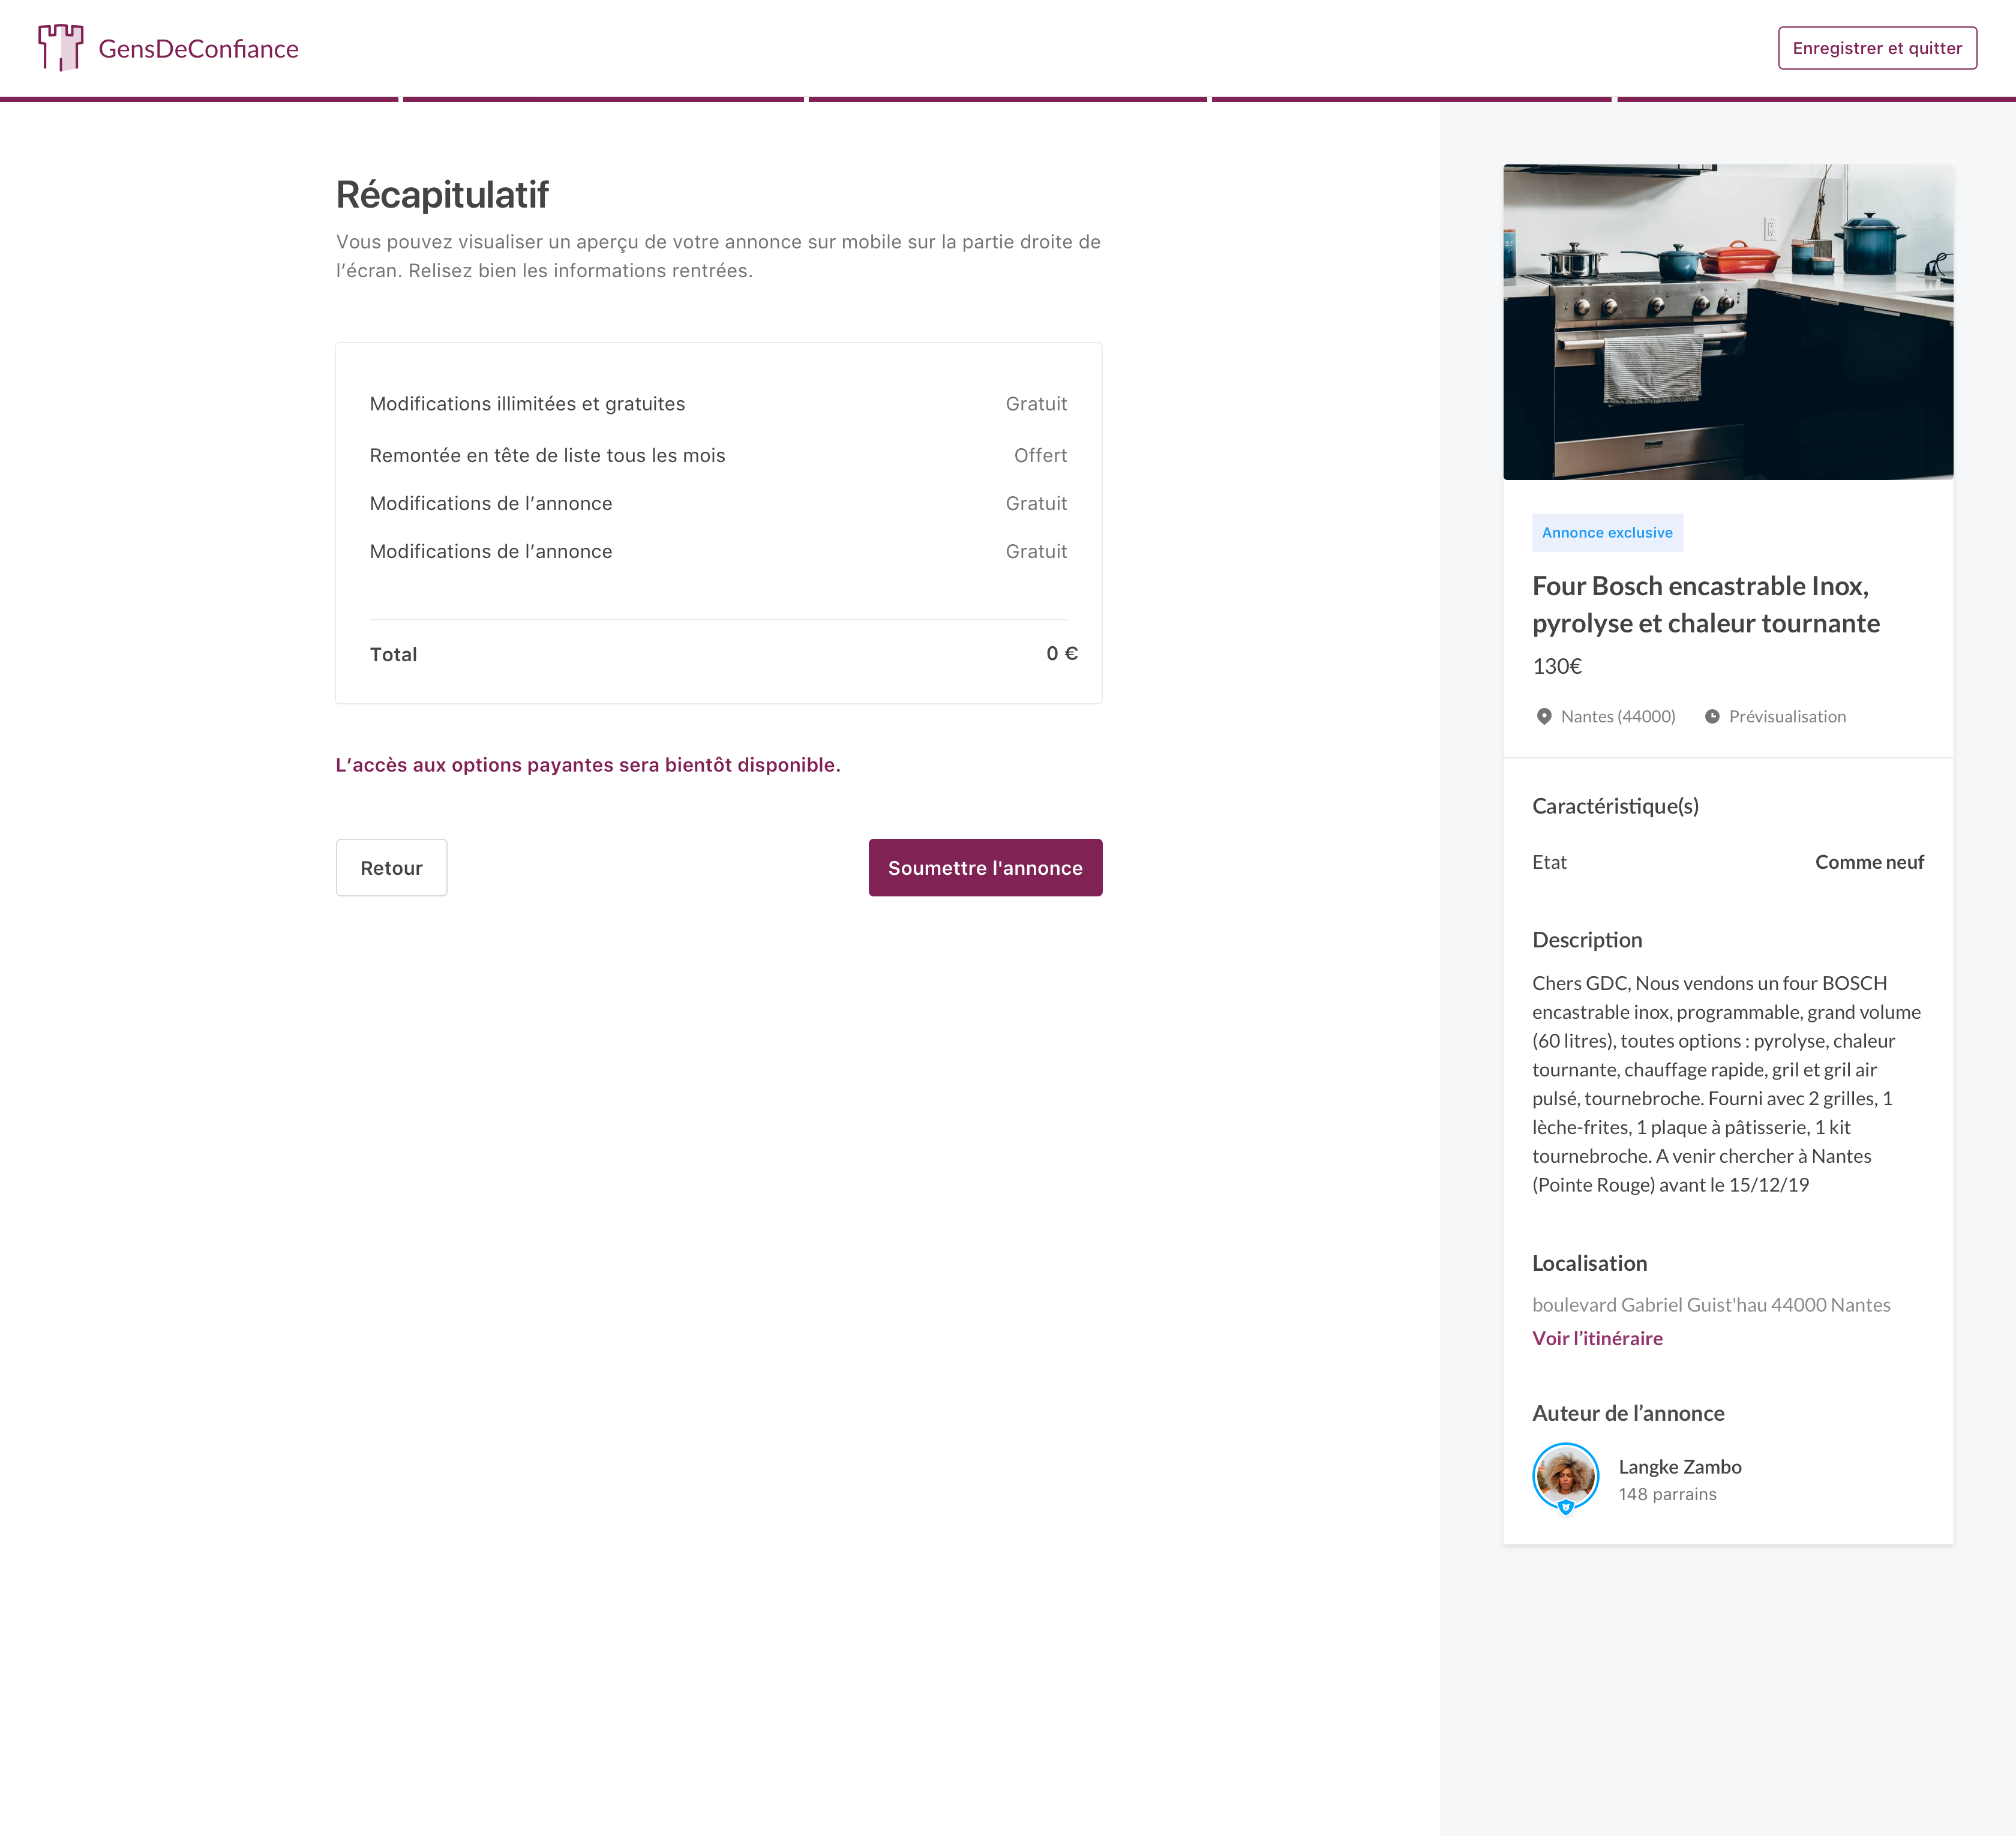 GensDeConfiance
Enregistrer et quitter
Récapitulatif
Vous pouvez visualiser un aperçu de votre annonce sur mobile sur la partie droite de
l’écran. Relisez bien les informations rentrées.
Modifications illimitées et gratuites Gratuit
Remontée en tête de liste tous les mois Offert
Modifications de l’annonce Gratuit
Modifications de l’annonce Gratuit
Total 0 €
L’accès aux options payantes sera bientôt disponible.
Retour
Soumettre l'annonce
Annonce exclusive
Four Bosch encastrable Inox,
pyrolyse et chaleur tournante
130€
Nantes (44000) Prévisualisation
Caractéristique(s)
Etat Comme neuf
Description
Chers GDC, Nous vendons un four BOSCH
encastrable inox, programmable, grand volume
(60 litres), toutes options : pyrolyse, chaleur
tournante, chauffage rapide, gril et gril air
pulsé, tournebroche. Fourni avec 2 grilles, 1
lèche-frites, 1 plaque à pâtisserie, 1 kit
tournebroche. A venir chercher à Nantes
(Pointe Rouge) avant le 15/12/19
Localisation
boulevard Gabriel Guist'hau 44000 Nantes
Voir l’itinéraire
Auteur de l’annonce
Langke Zambo
148 parrains